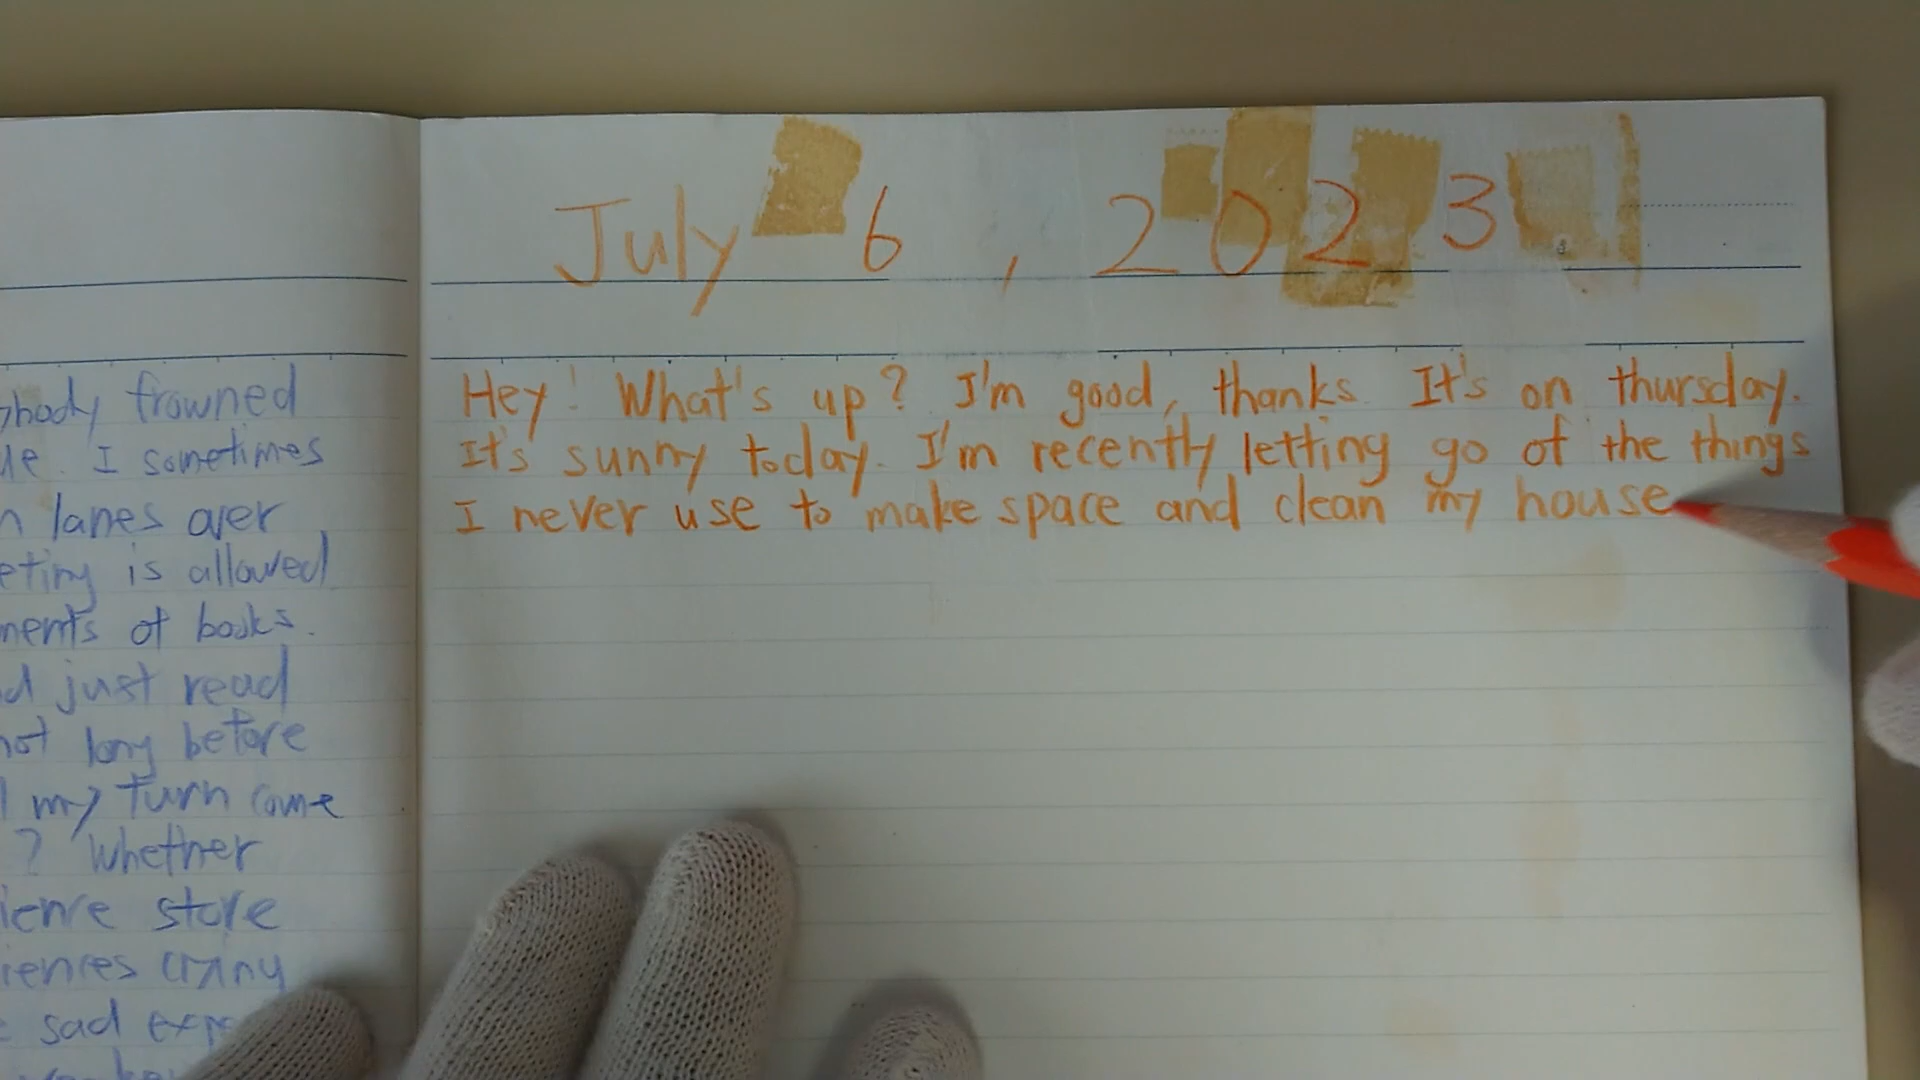 frowned
I sometimes
lanes over
is allowed
of books.
just read
long before
my turn came
? Whether
store
sad
July 6, 2023
Hey! What's up? I'm good, thanks. It's on thursday.
It's sunny today. I'm recently letting go of the things
I never use to make space and clean my house